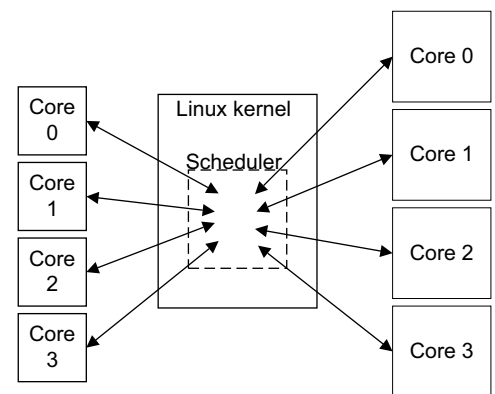 Core
0
Core
1
Core
2
Core
3
Linux kernel
Scheduler
Core 0
Core 1
Core 2
Core 3